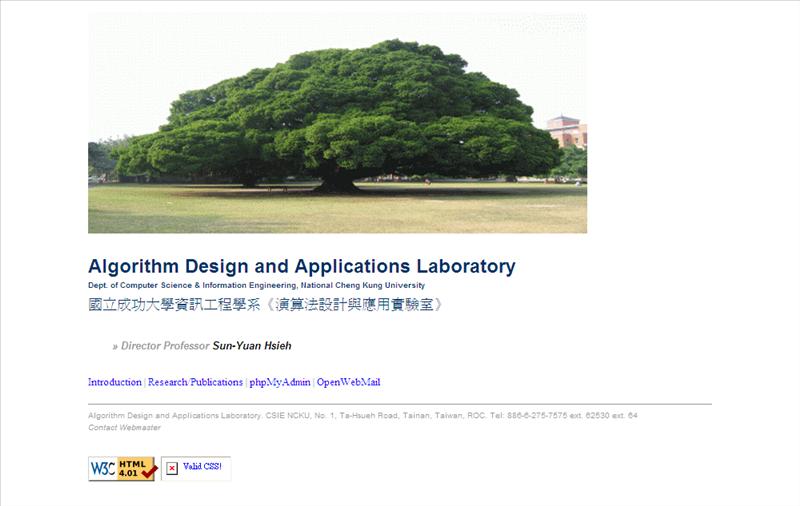 Algorithm Design and Applications Laboratory
Dept. of Computer Science & Information Engineering, National Cheng Kung University
國立成功大學資訊工程學系《演算法設計與應用實驗室》
» Director Professor Sun-Yuan Hsieh
Introduction | Research/Publications | phpMyAdmin | OpenWebMail
Algorithm Design and Applications Laboratory. CSIE NCKU, No. 1, Ta-Hsueh Road, Tainan, Taiwan, ROC. Tel: 886-6-275-7575 ext. 62530 ext. 64
Contact Webmaster
W3C HTML 4.01 Valid CSS!